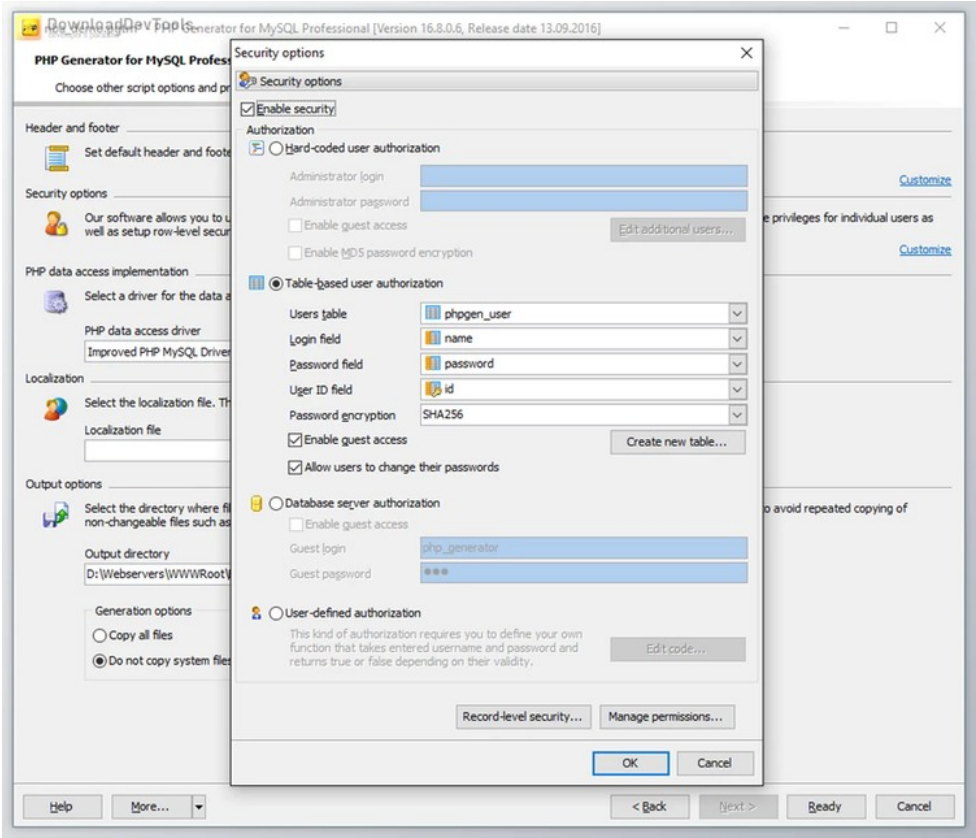 DownloadDevTools
PHP Generator for MySQL Professional [Version 16.8.0.6, Release date 13.09.2016]
PHP Generator for MySQL Profess
Choose other script options and pr
Header and footer
Set default header and foote
Customize
Security options
Our software allows you to u
e privileges for individual users as
well as setup row-level secur
Customize
PHP data access implementation
Select a driver for the data a
PHP data access driver
Improved PHP MySQL Driver
Localization
Select the localization file. Th
Localization file
Output options
Select the directory where fil
o avoid repeated copying of
non-changeable files such as
Output directory
D:\Webservers\WWWRoot\
Generation options
Copy all files
Do not copy system files
Help
More...
< Back
Next >
Ready
Cancel
Security options
Security options
Enable security
Authorization
Hard-coded user authorization
Administrator login
Administrator password
Enable guest access
Edit additional users...
Enable MD5 password encryption
Table-based user authorization
Users table
phpgen_user
Login field
name
Password field
password
User ID field
id
Password encryption
SHA256
Enable guest access
Create new table...
Allow users to change their passwords
Database server authorization
Enable guest access
Guest login
php_generator
Guest password
●●●
User-defined authorization
This kind of authorization requires you to define your own
function that takes entered username and password and
returns true or false depending on their validity.
Edit code...
Record-level security...
Manage permissions...
OK
Cancel